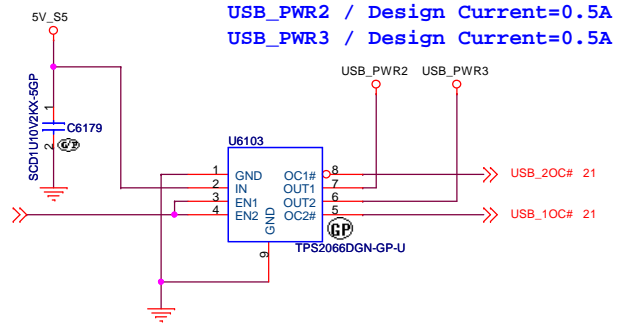 USB_PWR2 / Design Current=0.5A
5V_S5
USB_PWR3 / Design Current=0.5A
USB_PWR2 USB_PWR3
SCD1U10V2KX-5GP
1
C6179
2 G/P
U6103
1 GND OC1# 8 USB_2OC# 21
2 IN OUT1 7
3 EN1 OUT2 6
4 EN2 OC2# 5 USB_1OC# 21
GND
9
GP
TPS2066DGN-GP-U